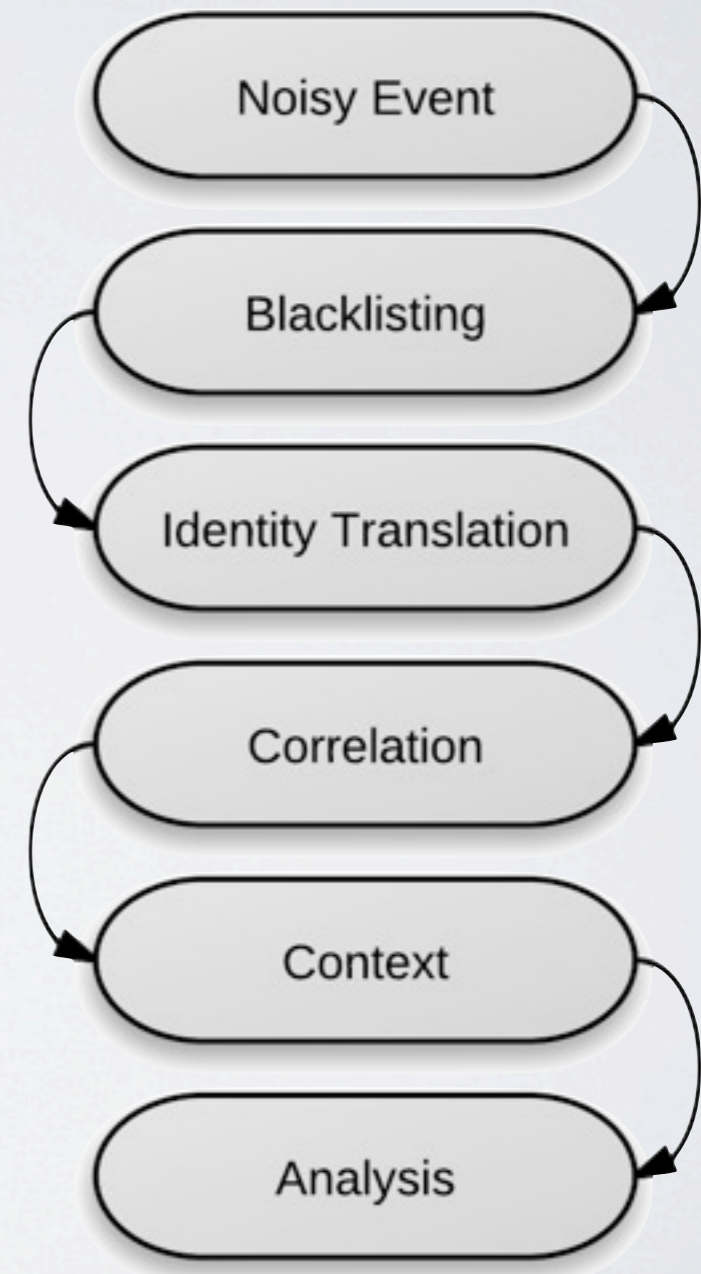 Noisy Event
Blacklisting
Identity Translation
Correlation
Context
Analysis